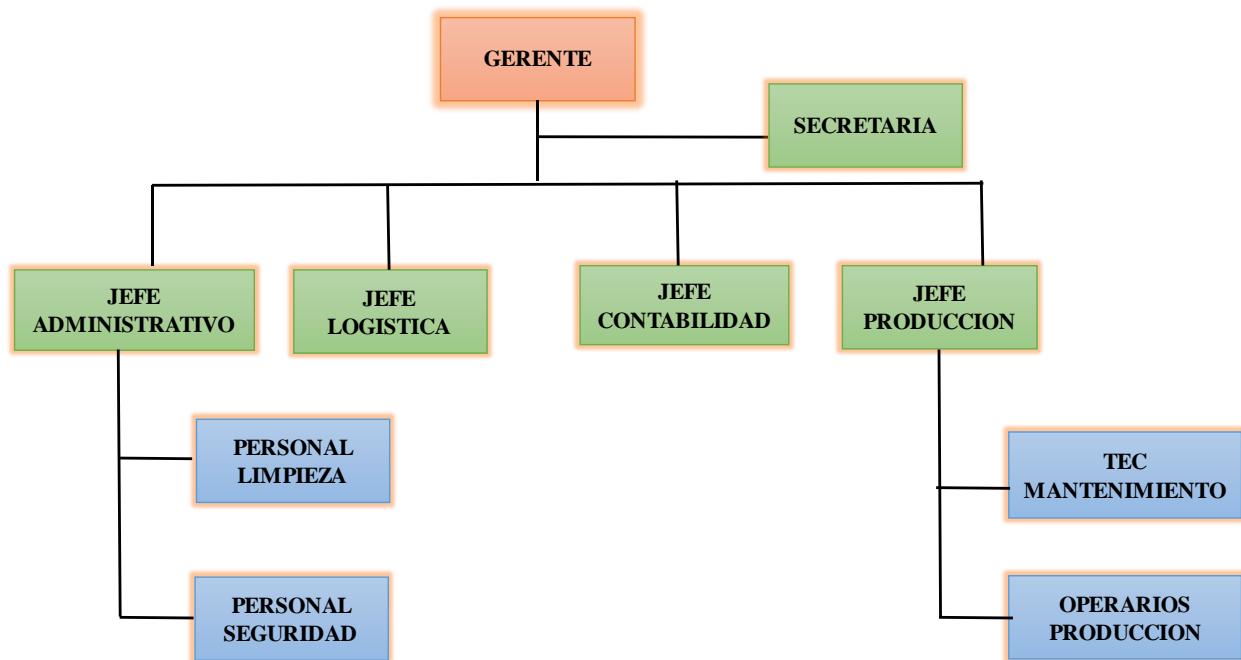 GERENTE
SECRETARIA
JEFE
ADMINISTRATIVO
JEFE
LOGISTICA
JEFE
CONTABILIDAD
JEFE
PRODUCCION
PERSONAL
LIMPIEZA
TEC
MANTENIMIENTO
PERSONAL
SEGURIDAD
OPERARIOS
PRODUCCION